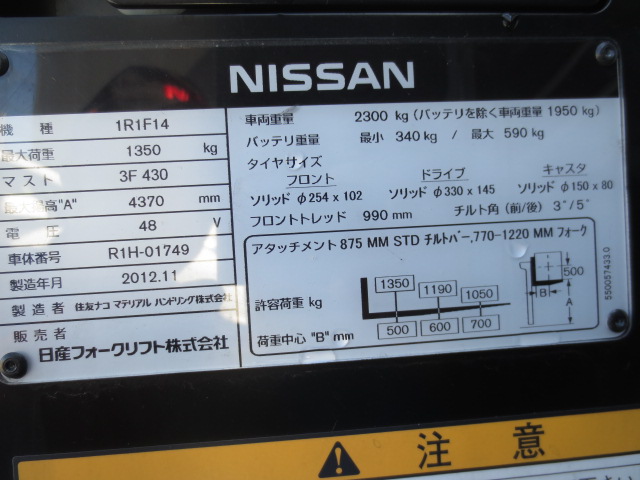 NISSAN
機種 1R1F14
最大荷重 1350 kg
マスト 3F 430
最大揚高"A" 4370 mm
電圧 48 V
車体番号 R1H-01749
製造年月 2012.11
製造者 住友ナコ マテリアル ハンドリング株式会社
販売者
日産フォークリフト株式会社
車両重量 2300 kg (バッテリを除く車両重量 1950 kg)
バッテリ重量 最小 340 kg / 最大 590 kg
タイヤサイズ
フロント ドライブ キャスタ
ソリッド φ254 x 102 ソリッド φ330 x 145 ソリッド φ150 x 80
フロントトレッド 990 mm チルト角 (前/後) 3°/5°
アタッチメント 875 MM STD チルトバー,770-1220 MM フォーク
許容荷重 kg 1350 1190 1050
荷重中心 "B" mm 500 600 700
500
B
A
550057433.0
注意